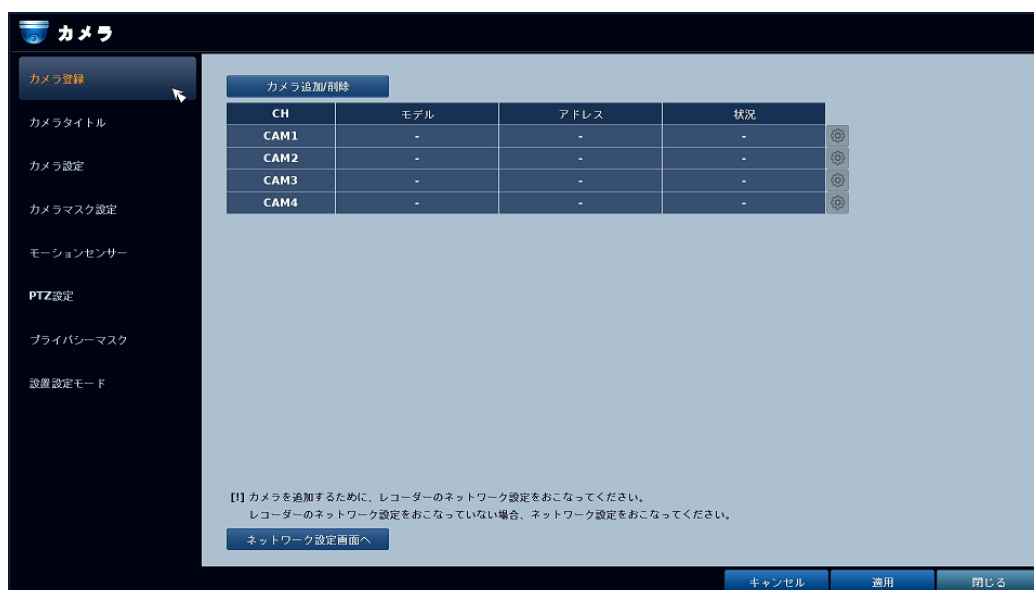 カメラ
カメラ登録
カメラタイトル
カメラ設定
カメラマスク設定
モーションセンサー
PTZ設定
プライバシーマスク
設置設定モード
カメラ追加/削除
CH モデル アドレス 状況
CAM1 - - -
CAM2 - - -
CAM3 - - -
CAM4 - - -
[!] カメラを追加するために、レコーダーのネットワーク設定をおこなってください。
レコーダーのネットワーク設定をおこなっていない場合、ネットワーク設定をおこなってください。
ネットワーク設定画面へ
キャンセル 適用 閉じる